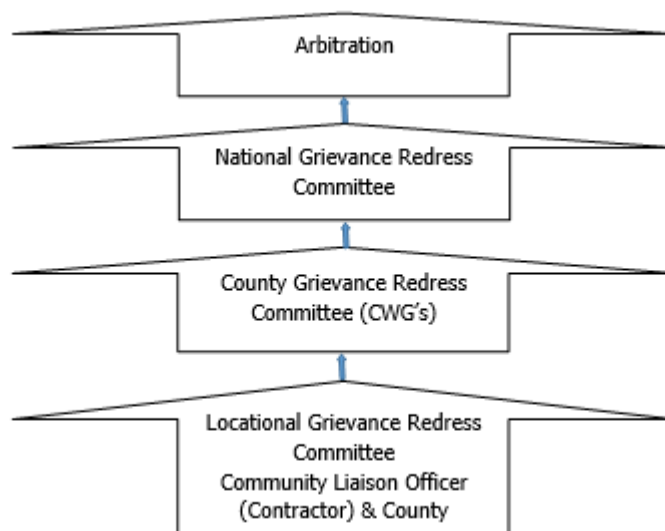 Arbitration
National Grievance Redress
Committee
County Grievance Redress
Committee (CWG's)
Locational Grievance Redress
Committee
Community Liaison Officer
(Contractor) & County